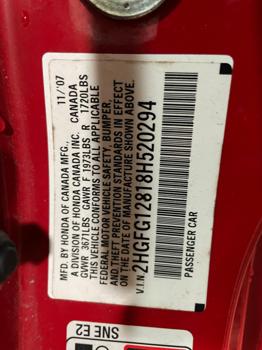 MFD. BY HONDA OF CANADA MFG.,
A DIVISION OF HONDA CANADA INC. CANADA 11/'07
GVWR 3671LBS GAWR F 1973LBS R 1720LBS
THIS VEHICLE CONFORMS TO ALL APPLICABLE
FEDERAL MOTOR VEHICLE SAFETY, BUMPER,
AND THEFT PREVENTION STANDARDS IN EFFECT
ON THE DATE OF MANUFACTURE SHOWN ABOVE.
V.I.N. 2HGFG12818H520294
PASSENGER CAR
SNE E2